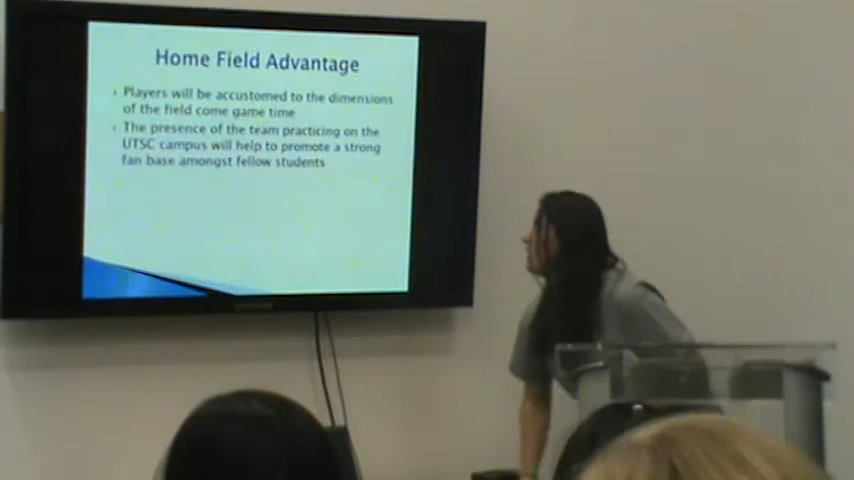 Home Field Advantage
Players will be accustomed to the dimensions
of the field come game time
The presence of the team practicing on the
UTSC campus will help to promote a strong
fan base amongst fellow students